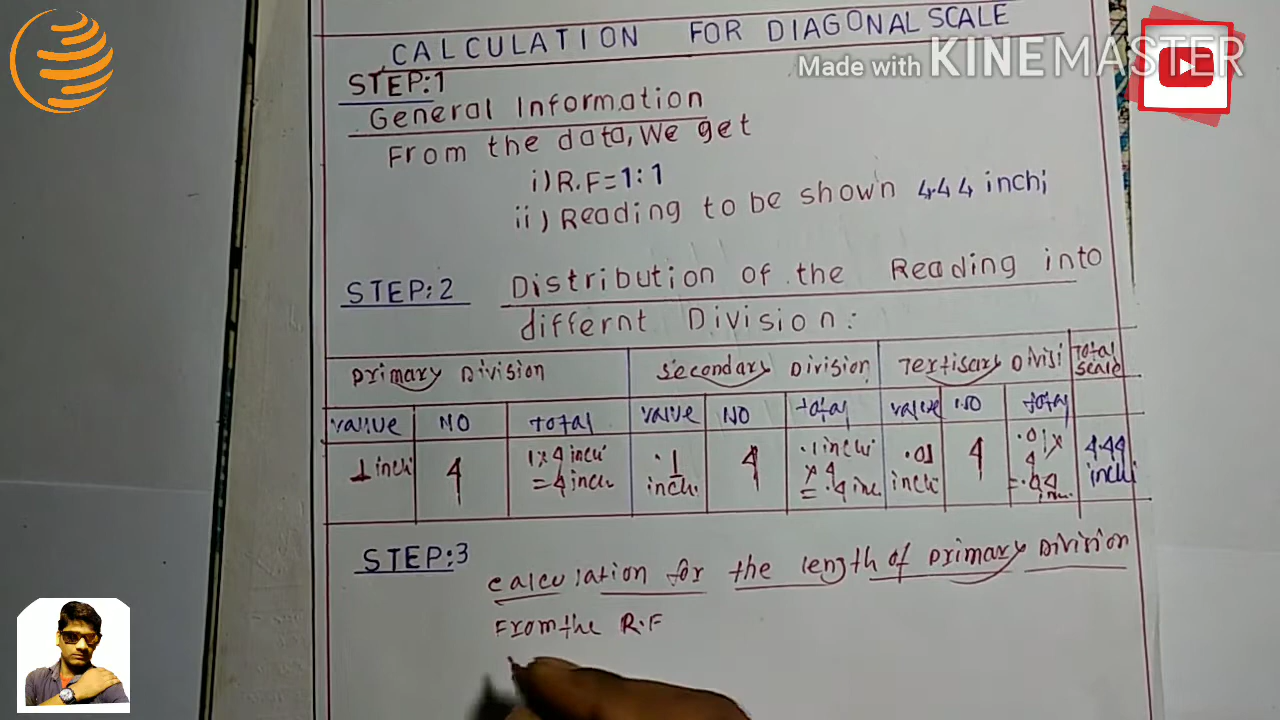 CALCULATION FOR DIAGONAL SCALE
Made with KINEMASTER
STEP:1
General Information
From the data, We get
i) R.F=1:1
ii) Reading to be shown 4.44 inch;
STEP:2 Distribution of the Reading into
differnt Division:
Primary Division Secondary Division Tertisary Divisi Total scale
value NO Total value NO total value NO total
1 inch 4 1x4 inch = 4 inch .1 inch. 4 .1 inch x 4 = .4 inc .01 inch 4 .01x 4 = .44 inc. 4.44 inch
STEP:3
calculation for the length of primary Division
From the R.F